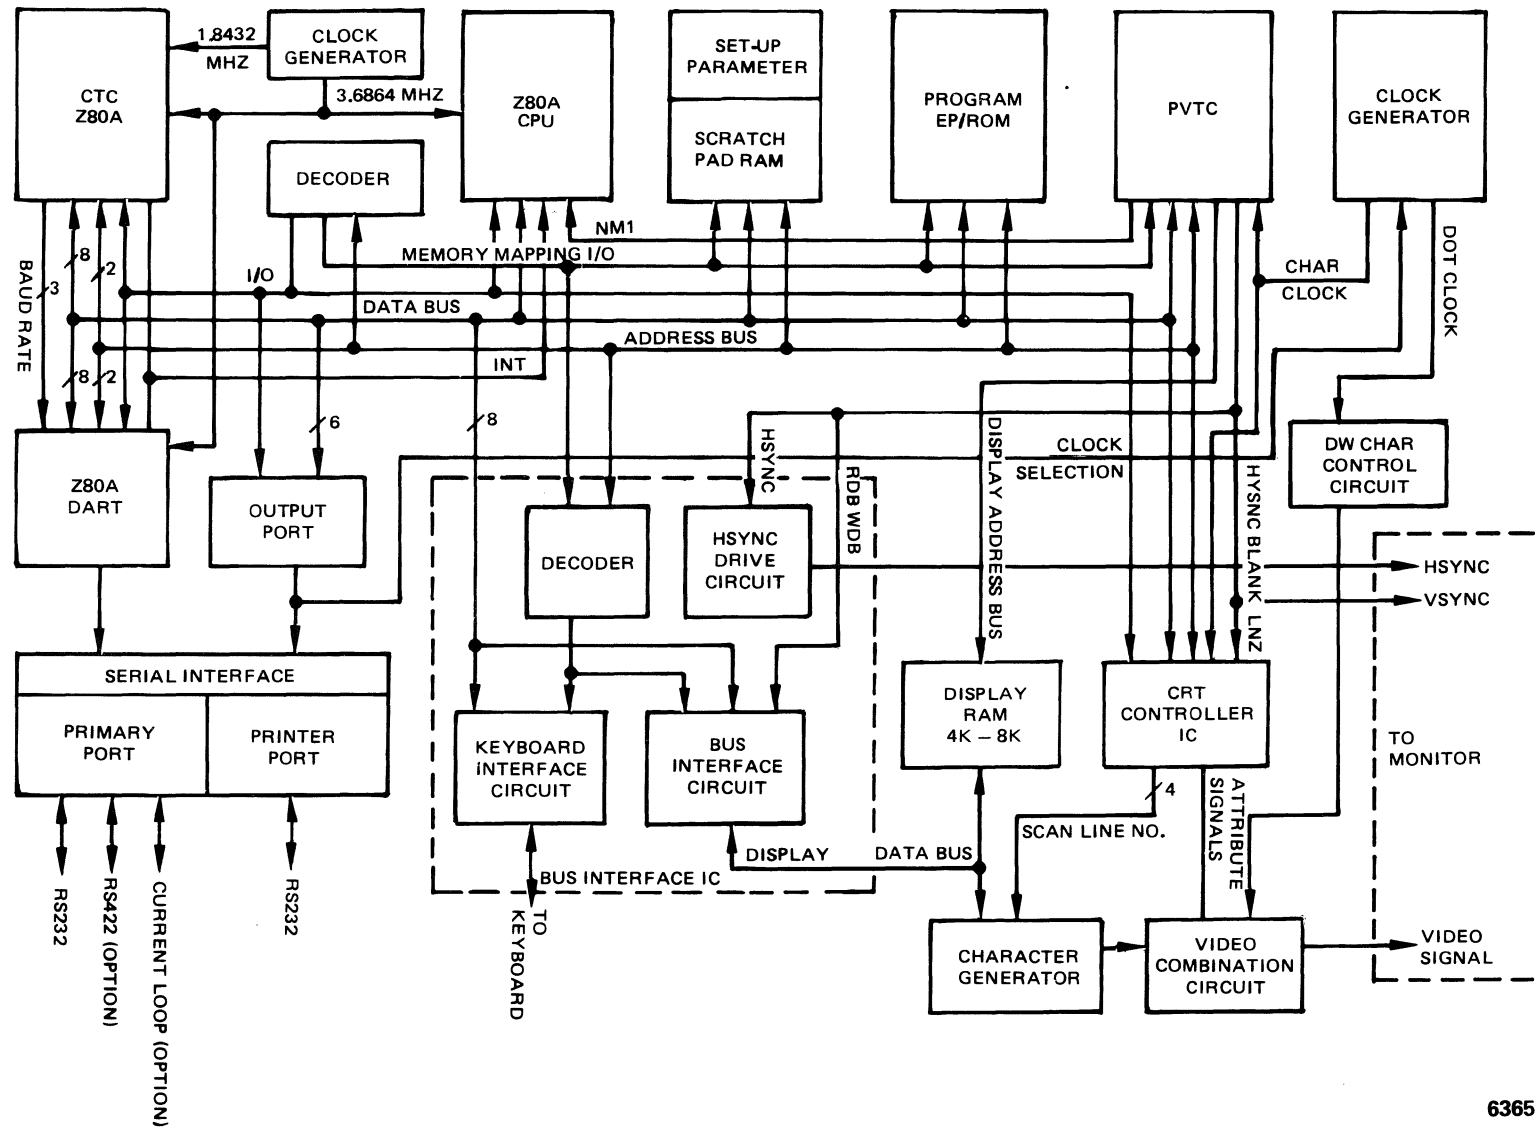 CTC
Z80A
1.8432
MHZ
CLOCK
GENERATOR
3.6864 MHZ
Z80A
CPU
SET-UP
PARAMETER
SCRATCH
PAD RAM
PROGRAM
EP/ROM
PVTC
CLOCK
GENERATOR
DECODER
NM1
MEMORY MAPPING I/O
8
2
3
BAUD RATE
I/O
DATA BUS
ADDRESS BUS
INT
CHAR
CLOCK
DOT CLOCK
8
2
6
8
HSYNC
RDB WDB
DISPLAY ADDRESS BUS
CLOCK
SELECTION
HYSNC BLANK LNZ
DW CHAR
CONTROL
CIRCUIT
Z80A
DART
OUTPUT
PORT
DECODER
HSYNC
DRIVE
CIRCUIT
HSYNC
VSYNC
SERIAL INTERFACE
PRIMARY
PORT
PRINTER
PORT
KEYBOARD
INTERFACE
CIRCUIT
BUS
INTERFACE
CIRCUIT
DISPLAY
RAM
4K – 8K
CRT
CONTROLLER
IC
TO
MONITOR
4
SCAN LINE NO.
ATTRIBUTE
SIGNALS
DISPLAY DATA BUS
BUS INTERFACE IC
TO
KEYBOARD
RS232
RS422 (OPTION)
CURRENT LOOP (OPTION)
RS232
CHARACTER
GENERATOR
VIDEO
COMBINATION
CIRCUIT
VIDEO
SIGNAL
6365